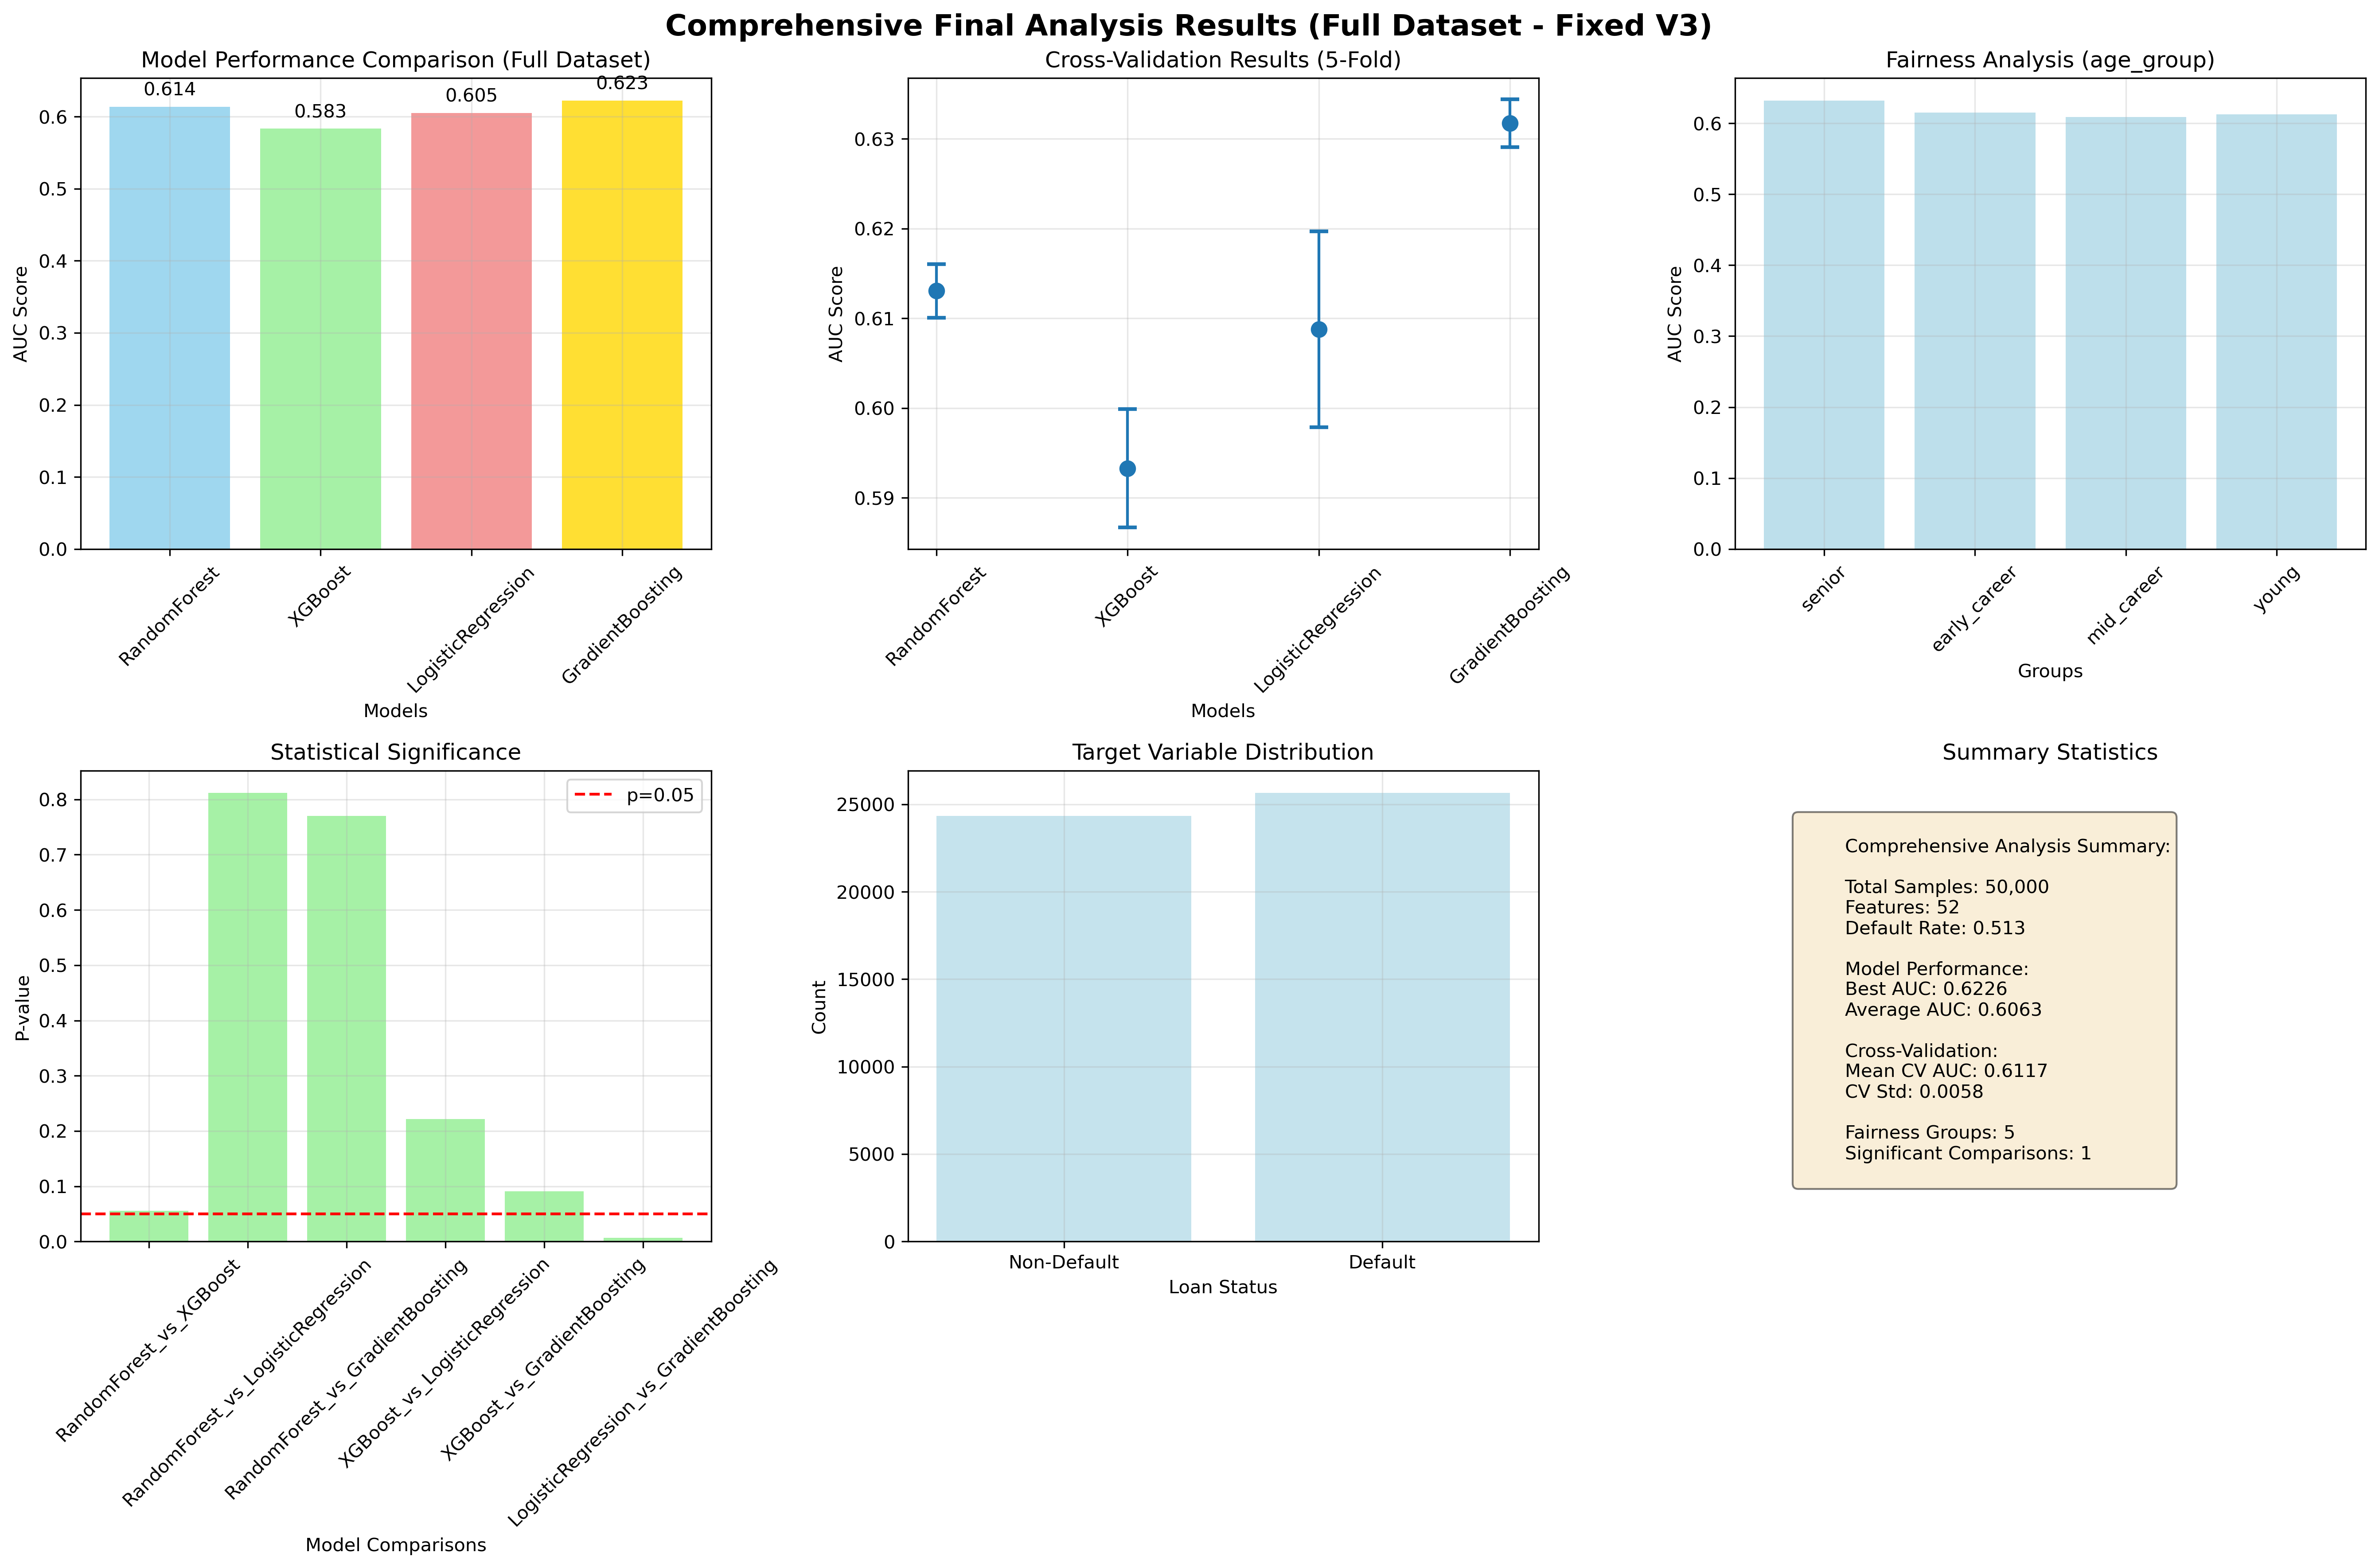 Comprehensive Final Analysis Results (Full Dataset - Fixed V3)
Model Performance Comparison (Full Dataset)
AUC Score
0.6
0.5
0.4
0.3
0.2
0.1
0.0
0.614
0.583
0.605
0.623
RandomForest
XGBoost
LogisticRegression
GradientBoosting
Models
Cross-Validation Results (5-Fold)
AUC Score
0.63
0.62
0.61
0.60
0.59
RandomForest
XGBoost
LogisticRegression
GradientBoosting
Models
Fairness Analysis (age_group)
AUC Score
0.6
0.5
0.4
0.3
0.2
0.1
0.0
senior
early_career
mid_career
young
Groups
Statistical Significance
P-value
0.8
0.7
0.6
0.5
0.4
0.3
0.2
0.1
0.0
p=0.05
RandomForest_vs_XGBoost
RandomForest_vs_LogisticRegression
RandomForest_vs_GradientBoosting
XGBoost_vs_LogisticRegression
XGBoost_vs_GradientBoosting
LogisticRegression_vs_GradientBoosting
Model Comparisons
Target Variable Distribution
Count
25000
20000
15000
10000
5000
0
Non-Default
Default
Loan Status
Summary Statistics
Comprehensive Analysis Summary:
Total Samples: 50,000
Features: 52
Default Rate: 0.513
Model Performance:
Best AUC: 0.6226
Average AUC: 0.6063
Cross-Validation:
Mean CV AUC: 0.6117
CV Std: 0.0058
Fairness Groups: 5
Significant Comparisons: 1